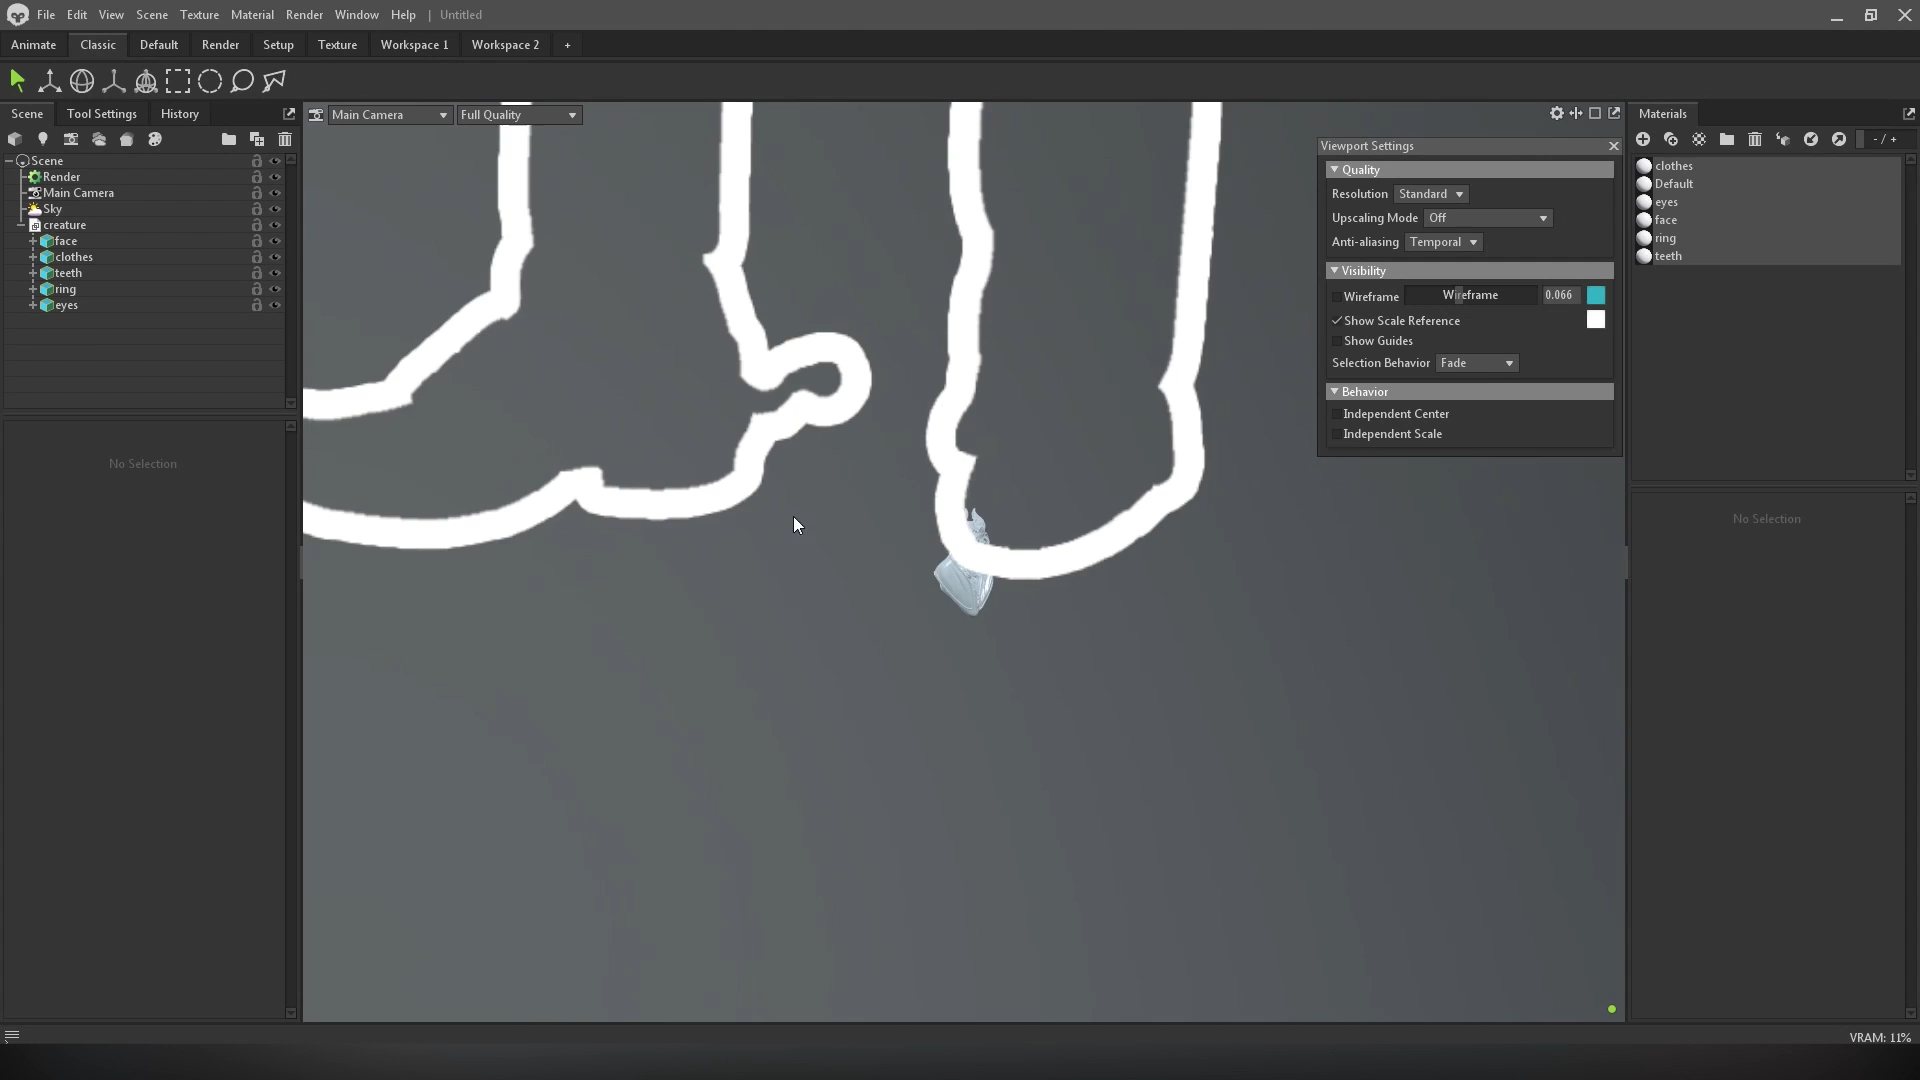 File Edit View Scene Texture Material Render Window Help | Untitled
Animate Classic Default Render Setup Texture Workspace 1 Workspace 2 +
Scene Tool Settings History
Main Camera Full Quality
Materials
- / +
Scene
Render
Main Camera
Sky
creature
face
clothes
teeth
ring
eyes
No Selection
Viewport Settings
Quality
Resolution Standard
Upscaling Mode Off
Anti-aliasing Temporal
Visibility
Wireframe Wireframe 0.066
Show Scale Reference
Show Guides
Selection Behavior Fade
Behavior
Independent Center
Independent Scale
clothes
Default
eyes
face
ring
teeth
No Selection
VRAM: 11%